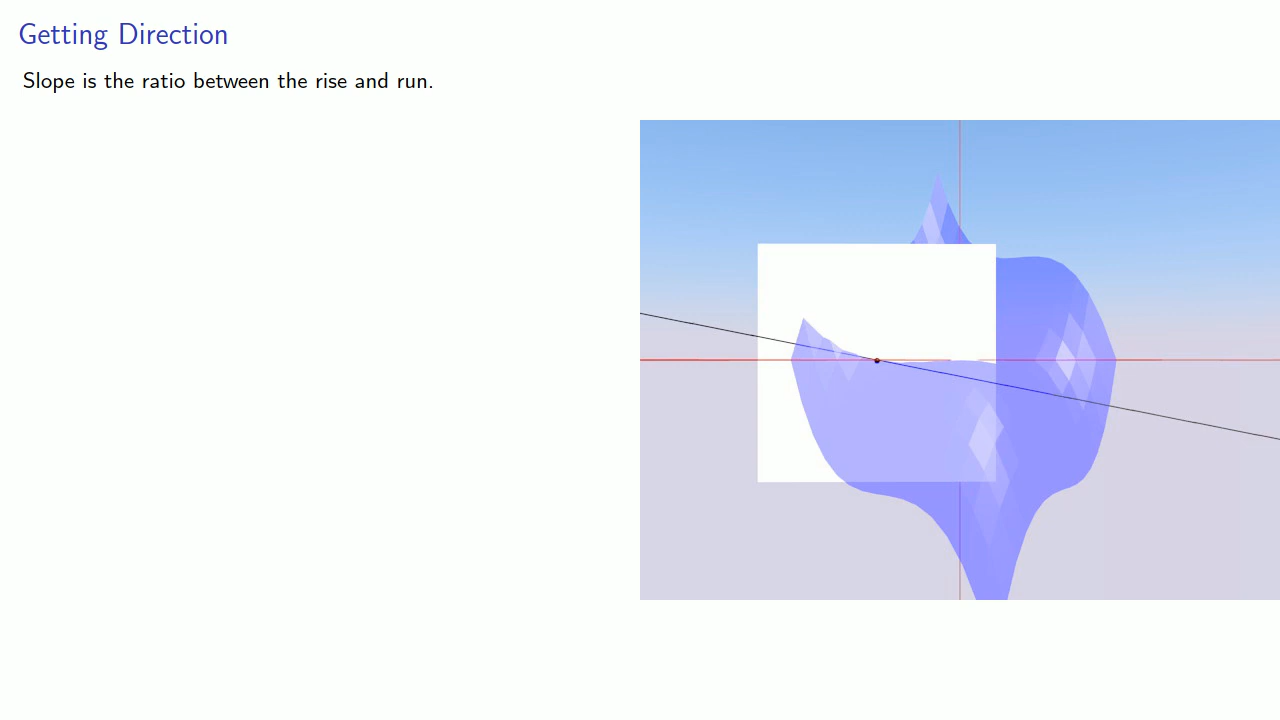 Getting Direction
Slope is the ratio between the rise and run.